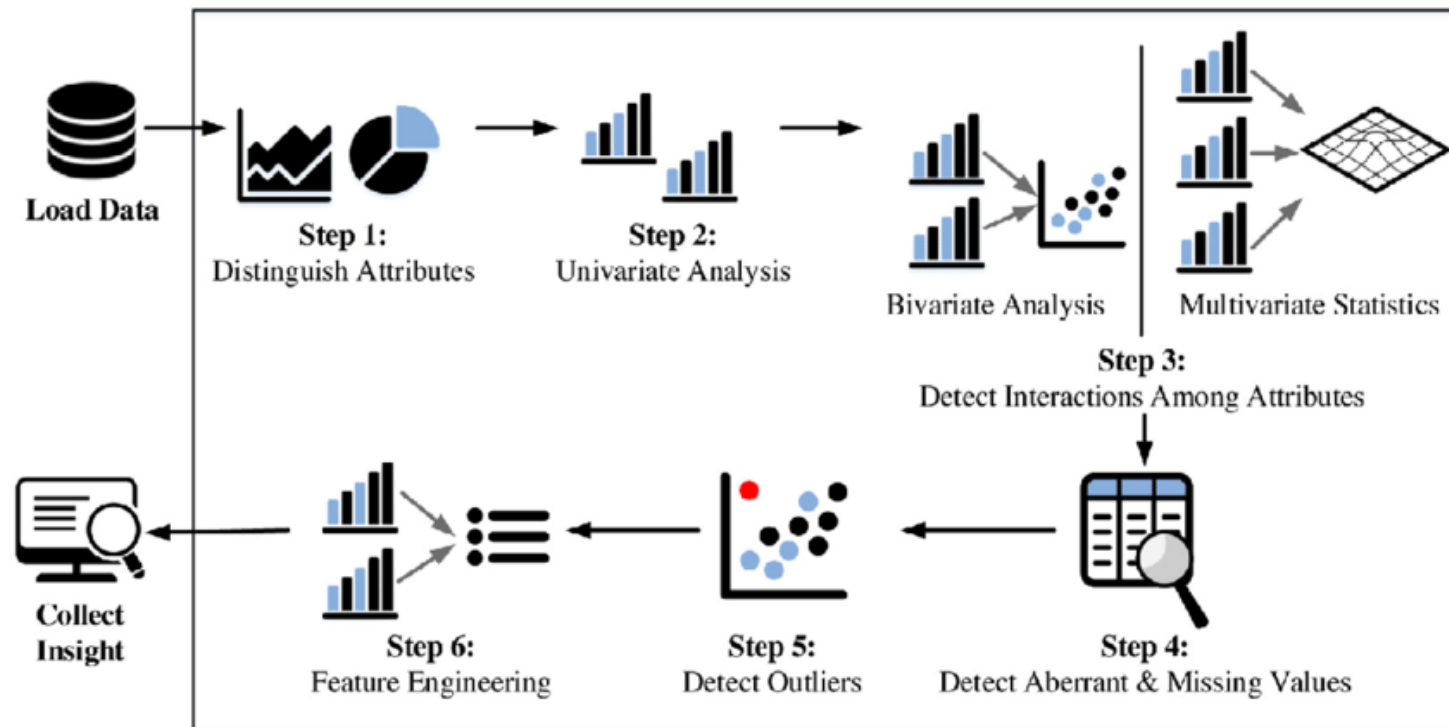 Load Data
Step 1:
Distinguish Attributes
Step 2:
Univariate Analysis
Bivariate Analysis
Multivariate Statistics
Step 3:
Detect Interactions Among Attributes
Step 4:
Detect Aberrant & Missing Values
Step 5:
Detect Outliers
Step 6:
Feature Engineering
Collect
Insight